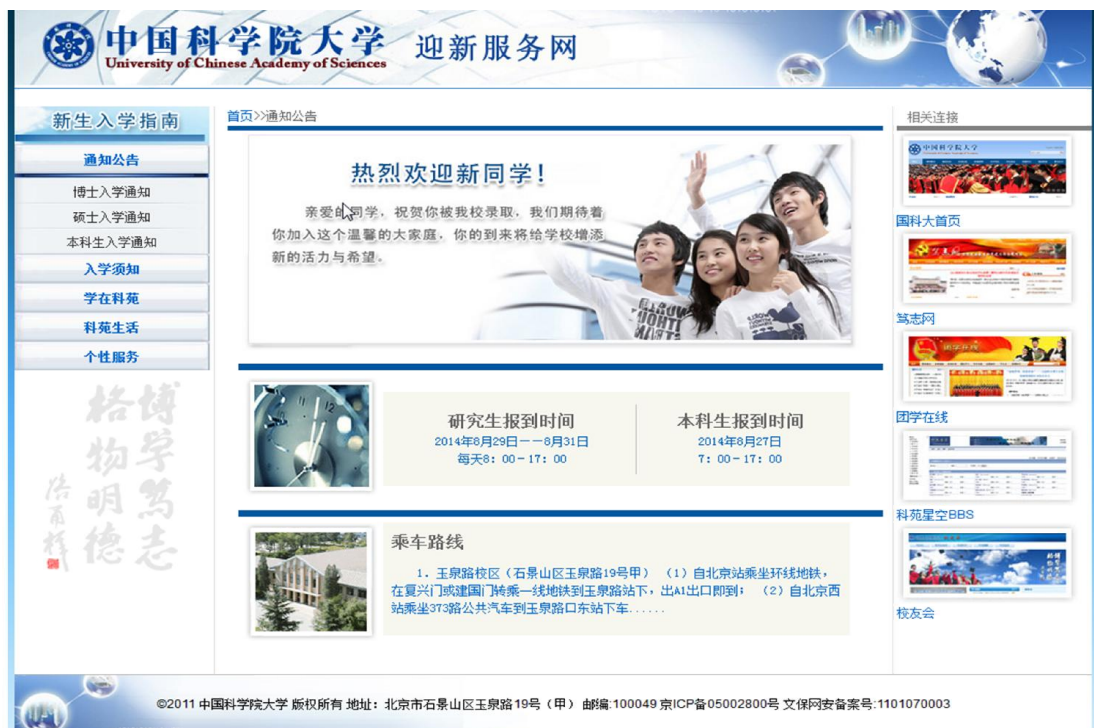 中国科学院大学 迎新服务网
University of Chinese Academy of Sciences
新生入学指南
通知公告
博士入学通知
硕士入学通知
本科生入学通知
入学须知
学在科苑
科苑生活
个性服务
博学笃志
格物明德
首页>>通知公告
热烈欢迎新同学！
亲爱的同学，祝贺你被我校录取，我们期待着
你加入这个温馨的大家庭，你的到来将给学校增添
新的活力与希望。
研究生报到时间
2014年8月29日——8月31日
每天8：00-17：00
本科生报到时间
2014年8月27日
7：00-17：00
乘车路线
1．玉泉路校区（石景山区玉泉路19号甲） （1）自北京站乘坐环线地铁，
在复兴门或建国门转乘一线地铁到玉泉路站下，出A1出口即到； （2）自北京西
站乘坐373路公共汽车到玉泉路口东站下车......
相关连接
中国科学院大学
国科大首页
笃志网
团学在线
团学在线
科苑星空BBS
校友会
©2011 中国科学院大学 版权所有 地址：北京市石景山区玉泉路19号（甲） 邮编:100049 京ICP备05002800号 文保网安备案号:1101070003